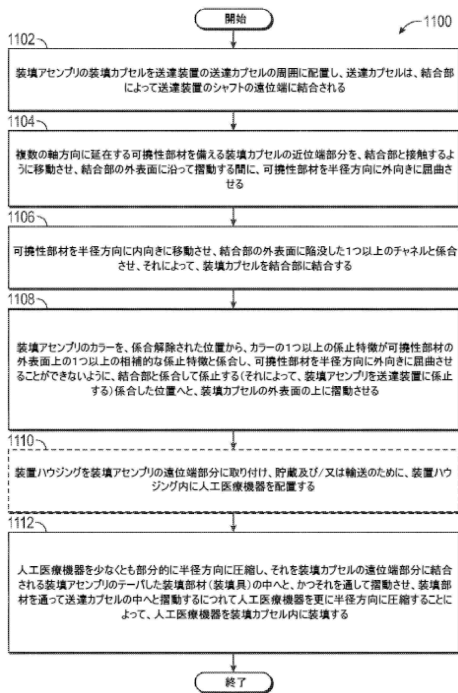 開始
1100
1102
装填アセンブリの装填カプセルを送達装置の送達カプセルの周囲に配置し、送達カプセルは、結合部
によって送達装置のシャフトの遠位端に結合される
1104
複数の軸方向に延在する可撓性部材を備える装填カプセルの近位端部分を、結合部と接触するよう
に移動させ、結合部の外表面に沿って摺動する間に、可撓性部材を半径方向に外向きに屈曲さ
せる
1106
可撓性部材を半径方向に内向きに移動させ、結合部の外表面に陥没した1つ以上のチャネルと係合
させ、それによって、装填カプセルを結合部に結合する
1108
装填アセンブリのカラーを、係合解除された位置から、カラーの1つ以上の係止特徴が可撓性部材の
外表面上の1つ以上の相補的な係止特徴と係合し、可撓性部材を半径方向に外向きに屈曲させ
ることができないように、結合部と係合して係止する(それによって、装填アセンブリを送達装置に係止
する)係合した位置へと、装填カプセルの外表面の上に摺動させる
1110
装置ハウジングを装填アセンブリの遠位端部分に取り付け、貯蔵及び/又は輸送のために、装置ハウ
ジング内に人工医療機器を配置する
1112
人工医療機器を少なくとも部分的に半径方向に圧縮し、それを装填カプセルの遠位端部分に結合
される装填アセンブリのテーパした装填部材(装填具)の中へと、かつそれを通して摺動させ、装填部
材を通って送達カプセルの中へと摺動するにつれて人工医療機器を更に半径方向に圧縮することに
よって、人工医療機器を装填カプセル内に装填する
終了